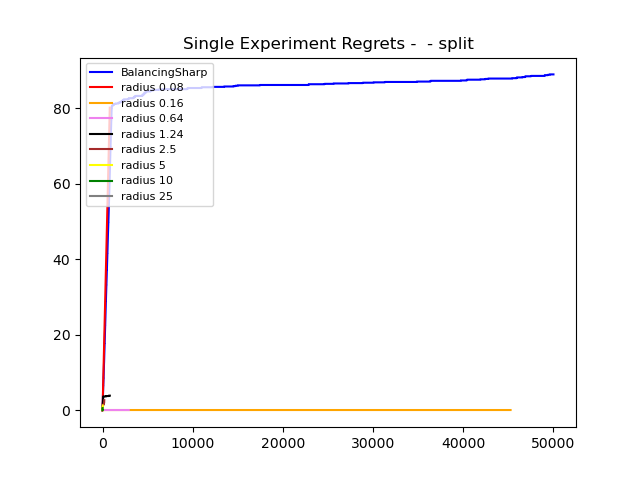 Single Experiment Regrets -  - split
BalancingSharp
radius 0.08
radius 0.16
radius 0.64
radius 1.24
radius 2.5
radius 5
radius 10
radius 25
80
60
40
20
0
0 10000 20000 30000 40000 50000